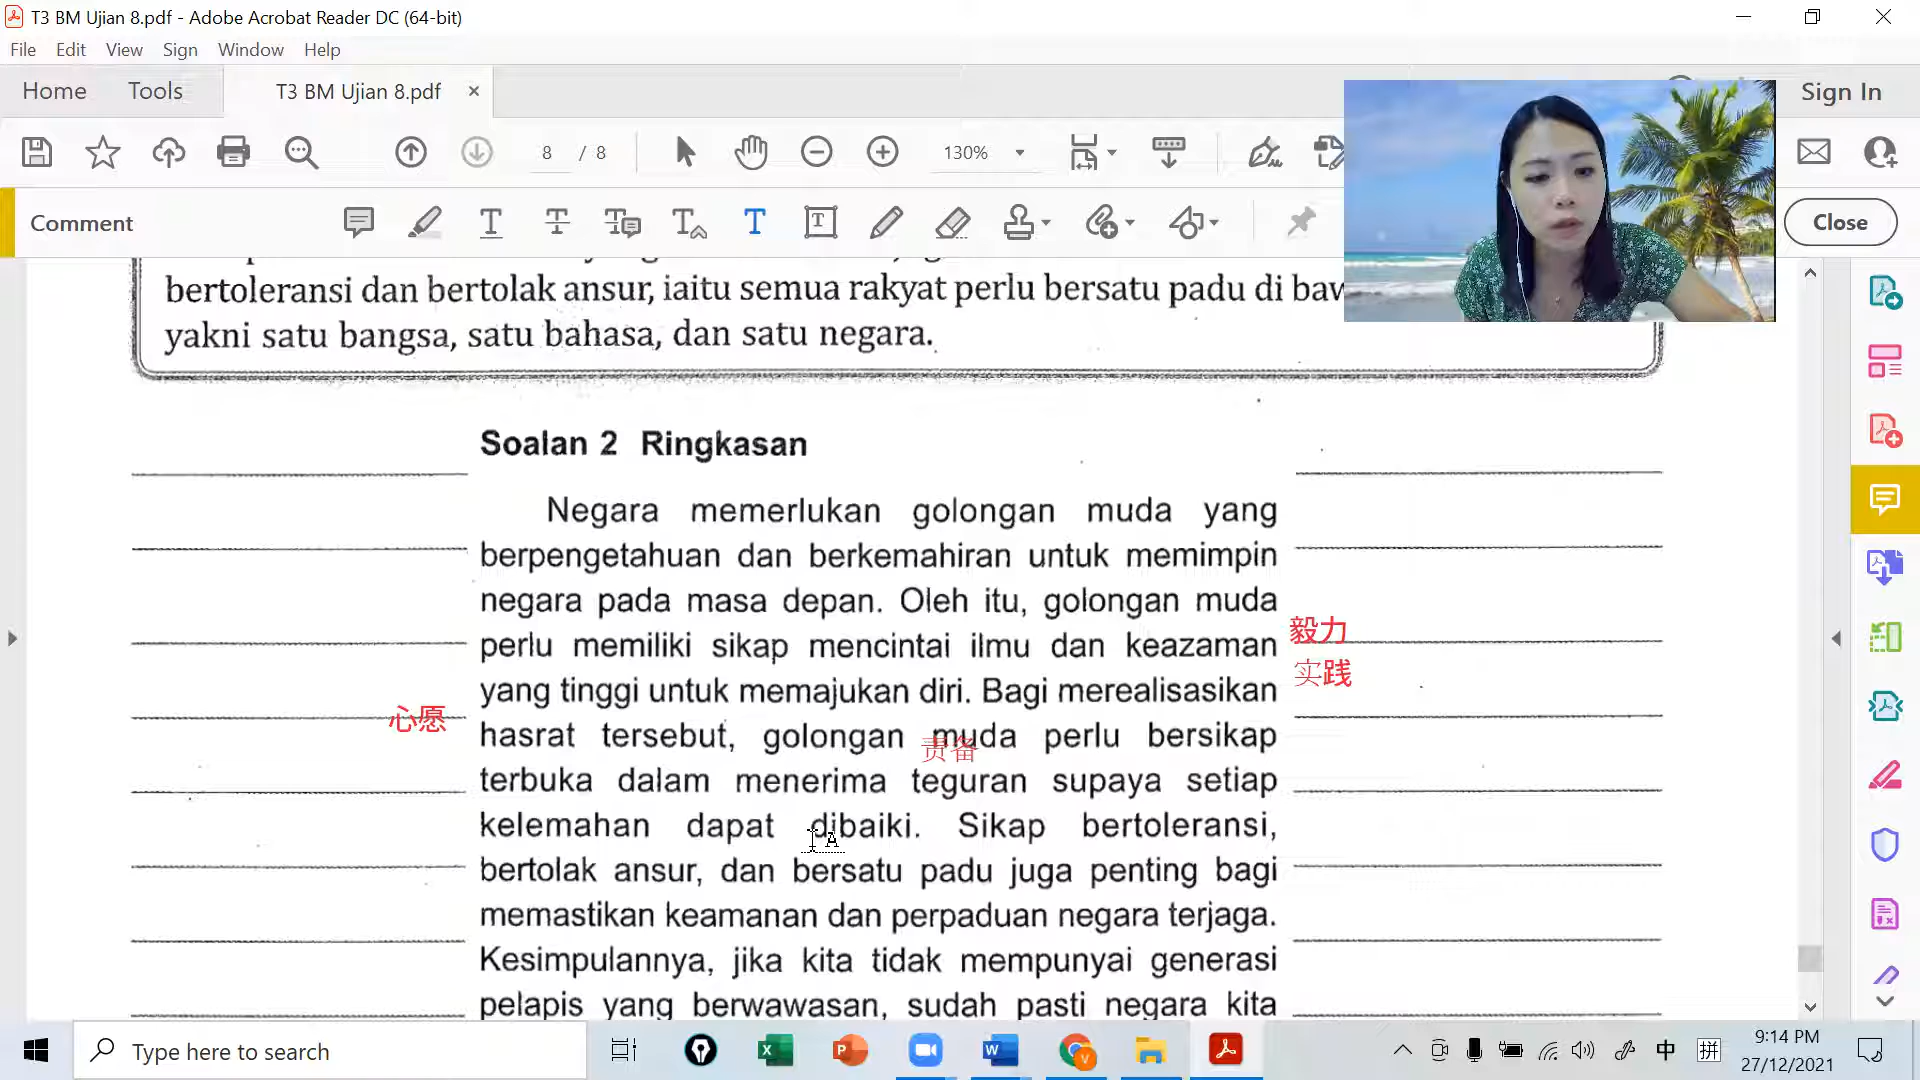 T3 BM Ujian 8.pdf - Adobe Acrobat Reader DC (64-bit)
File Edit View Sign Window Help
Home Tools T3 BM Ujian 8.pdf × Sign In
8 / 8 130%
Comment Close
bertoleransi dan bertolak ansur, iaitu semua rakyat perlu bersatu padu di
yakni satu bangsa, satu bahasa, dan satu negara.
Soalan 2 Ringkasan
Negara memerlukan golongan muda yang
berpengetahuan dan berkemahiran untuk memimpin
negara pada masa depan. Oleh itu, golongan muda
perlu memiliki sikap mencintai ilmu dan keazaman 毅力
yang tinggi untuk memajukan diri. Bagi merealisasikan 实践
心愿 hasrat tersebut, golongan muda perlu bersikap
责备
terbuka dalam menerima teguran supaya setiap
kelemahan dapat dibaiki. Sikap bertoleransi,
bertolak ansur, dan bersatu padu juga penting bagi
memastikan keamanan dan perpaduan negara terjaga.
Kesimpulannya, jika kita tidak mempunyai generasi
pelapis yang berwawasan, sudah pasti negara kita
Type here to search
中 拼 9:14 PM
27/12/2021